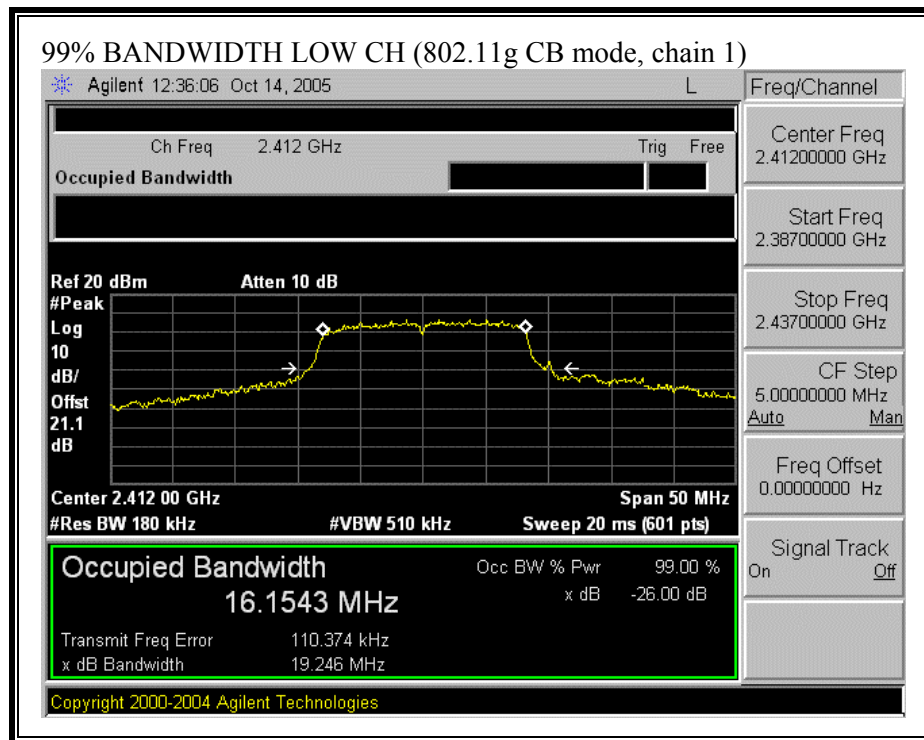 99% BANDWIDTH LOW CH (802.11g CB mode, chain 1)
Agilent 12:36:06 Oct 14, 2005 L
Freq/Channel
Ch Freq 2.412 GHz Trig Free
Occupied Bandwidth
Center Freq
2.41200000 GHz
Start Freq
2.38700000 GHz
Stop Freq
2.43700000 GHz
CF Step
5.00000000 MHz
Auto Man
Freq Offset
0.00000000 Hz
Signal Track
On Off
Ref 20 dBm Atten 10 dB
#Peak
Log
10
dB/
Offst
21.1
dB
Center 2.412 00 GHz Span 50 MHz
#Res BW 180 kHz #VBW 510 kHz Sweep 20 ms (601 pts)
Occupied Bandwidth
16.1543 MHz
Occ BW % Pwr 99.00 %
x dB -26.00 dB
Transmit Freq Error 110.374 kHz
x dB Bandwidth 19.246 MHz
Copyright 2000-2004 Agilent Technologies